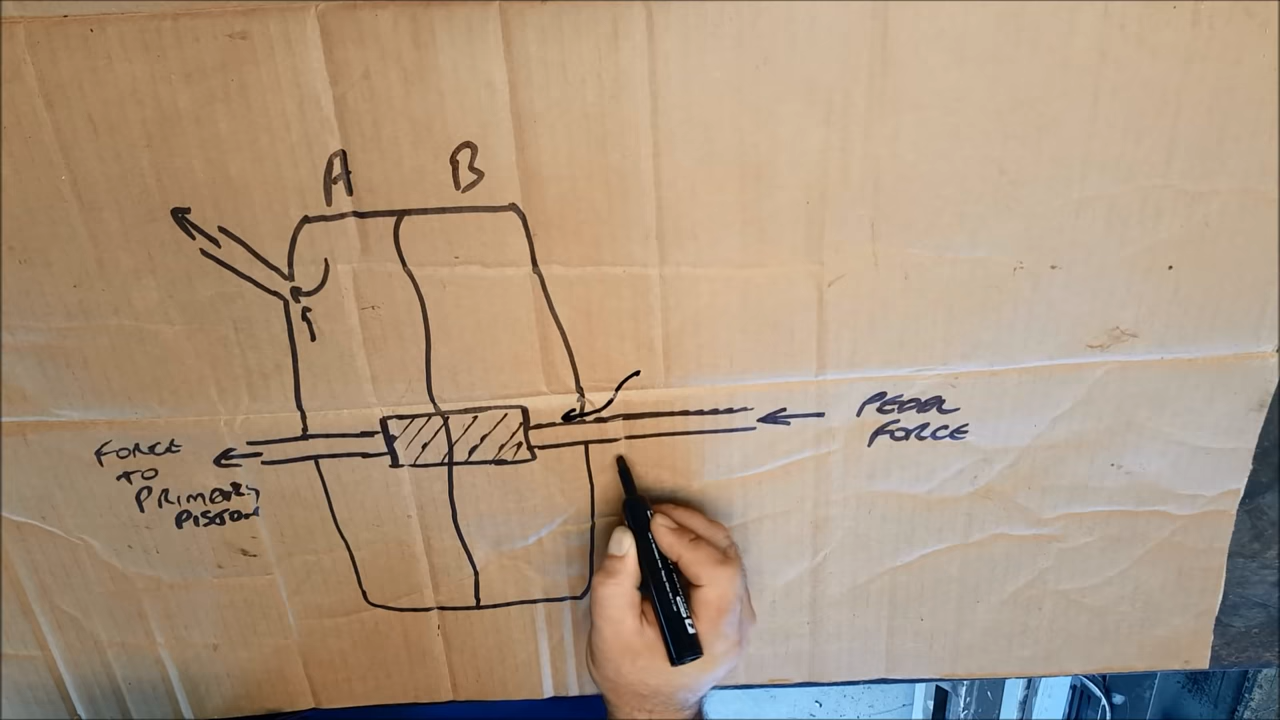 A B
PEDAL
FORCE
FORCE
TO
PRIMARY
PISTON